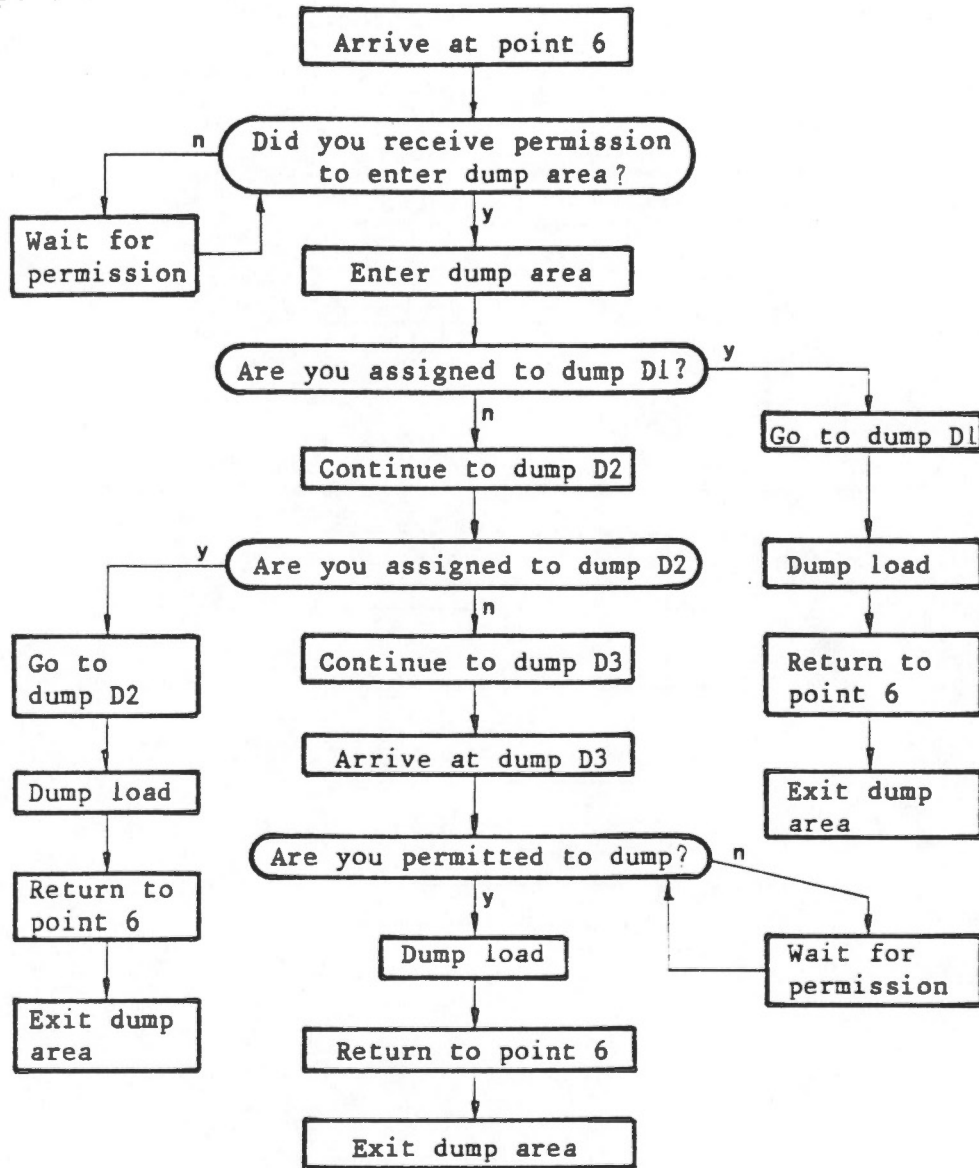 Arrive at point 6
Did you receive permission
to enter dump area?
n
y
Wait for
permission
Enter dump area
Are you assigned to dump D1?
y
n
Go to dump D1
Continue to dump D2
Are you assigned to dump D2
y
n
Dump load
Go to
dump D2
Continue to dump D3
Return to
point 6
Arrive at dump D3
Dump load
Exit dump
area
Are you permitted to dump?
n
y
Return to
point 6
Dump load
Wait for
permission
Exit dump
area
Return to point 6
Exit dump area